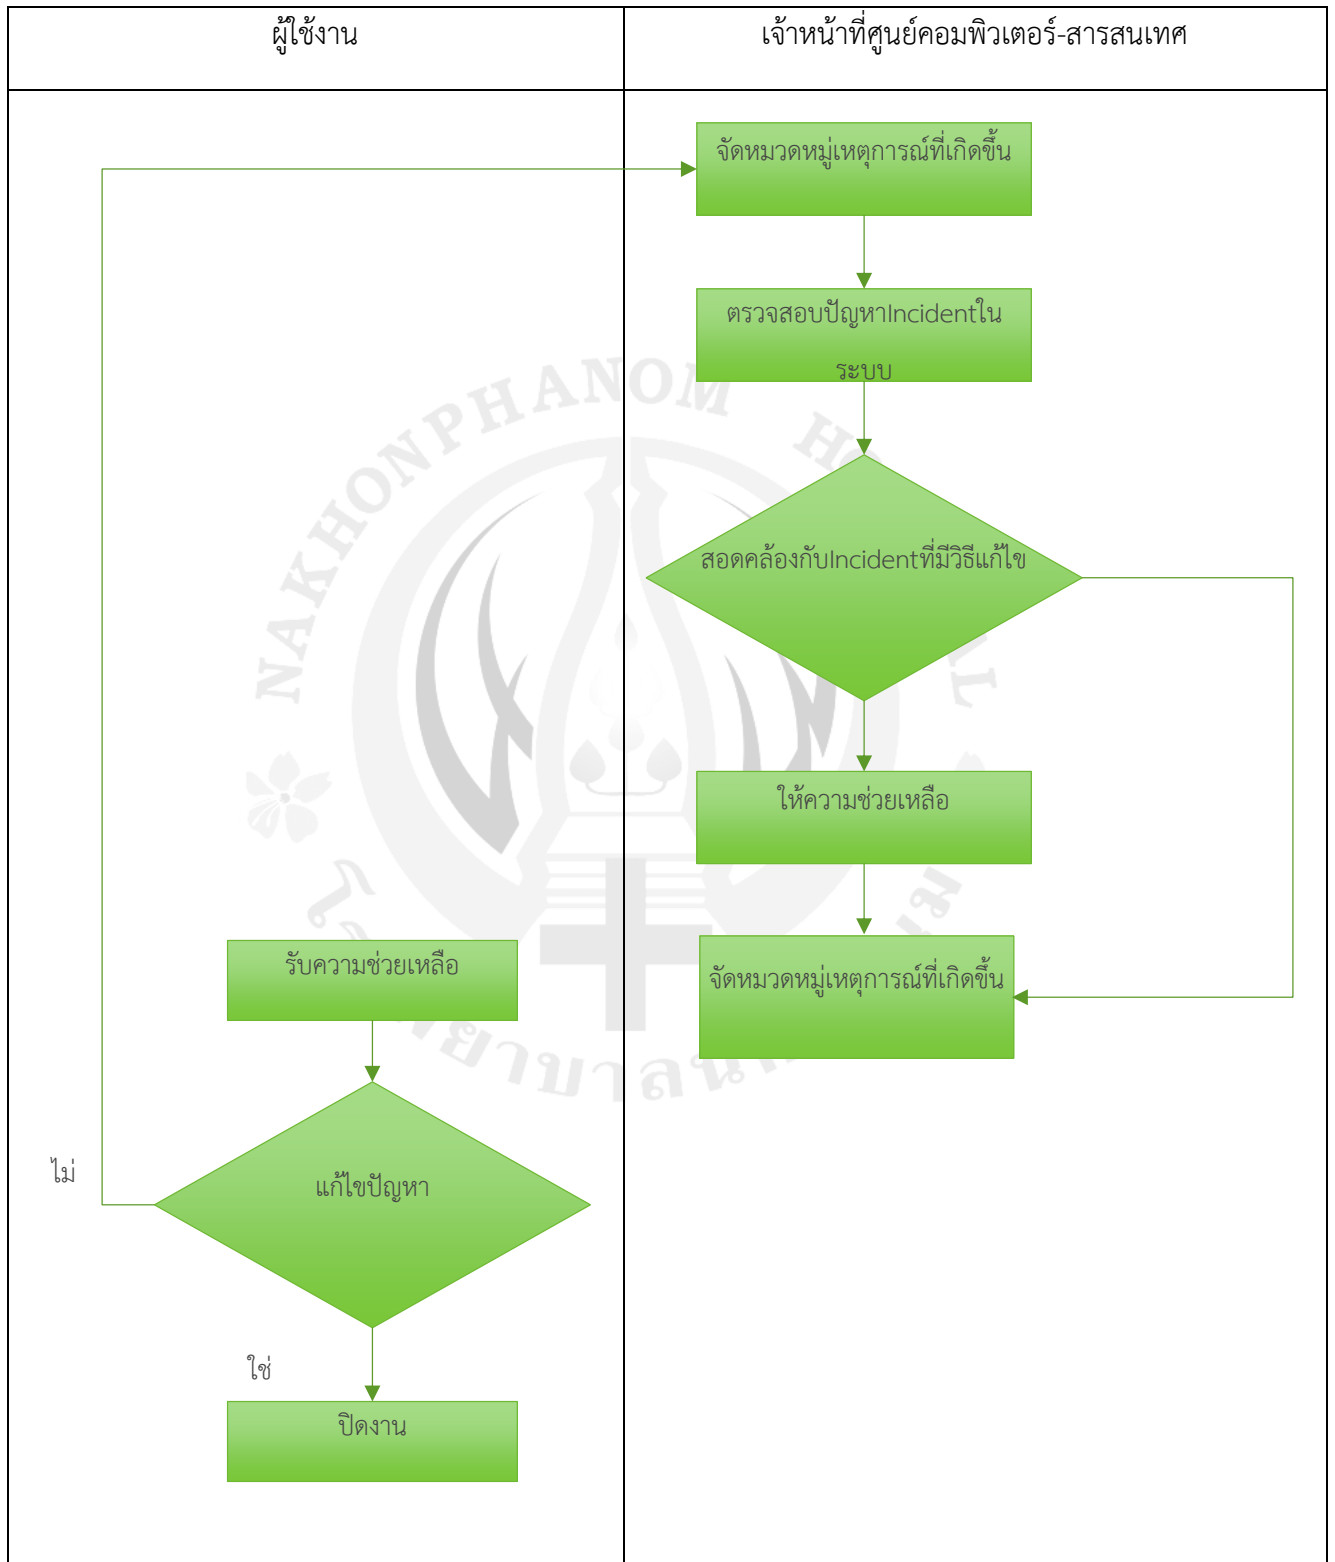 ผู้ใช้งาน
เจ้าหน้าที่ศูนย์คอมพิวเตอร์-สารสนเทศ
จัดหมวดหมู่เหตุการณ์ที่เกิดขึ้น
ตรวจสอบปัญหาIncidentใน
ระบบ
สอดคล้องกับIncidentที่มีวิธีแก้ไข
ให้ความช่วยเหลือ
จัดหมวดหมู่เหตุการณ์ที่เกิดขึ้น
รับความช่วยเหลือ
แก้ไขปัญหา
ไม่
ใช่
ปิดงาน
NAKHONPHANOM